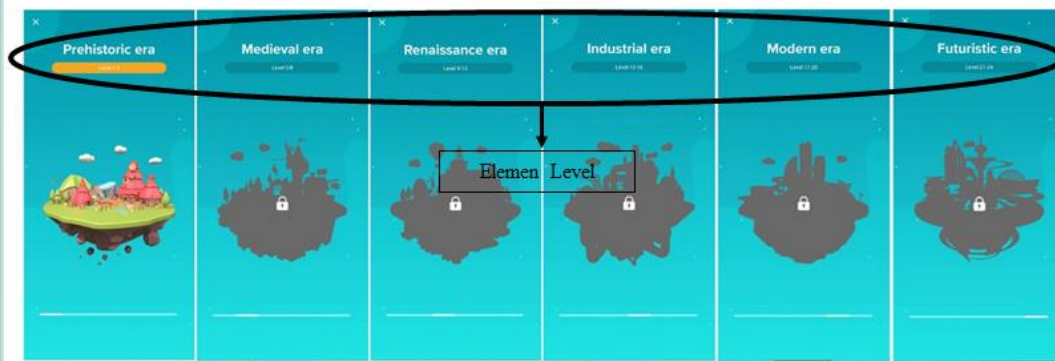 Prehistoric era
Level 1-4
Medieval era
Level 5-8
Renaissance era
Level 9-12
Industrial era
Level 13-16
Modern era
Level 17-20
Futuristic era
Level 21-24
Elemen Level